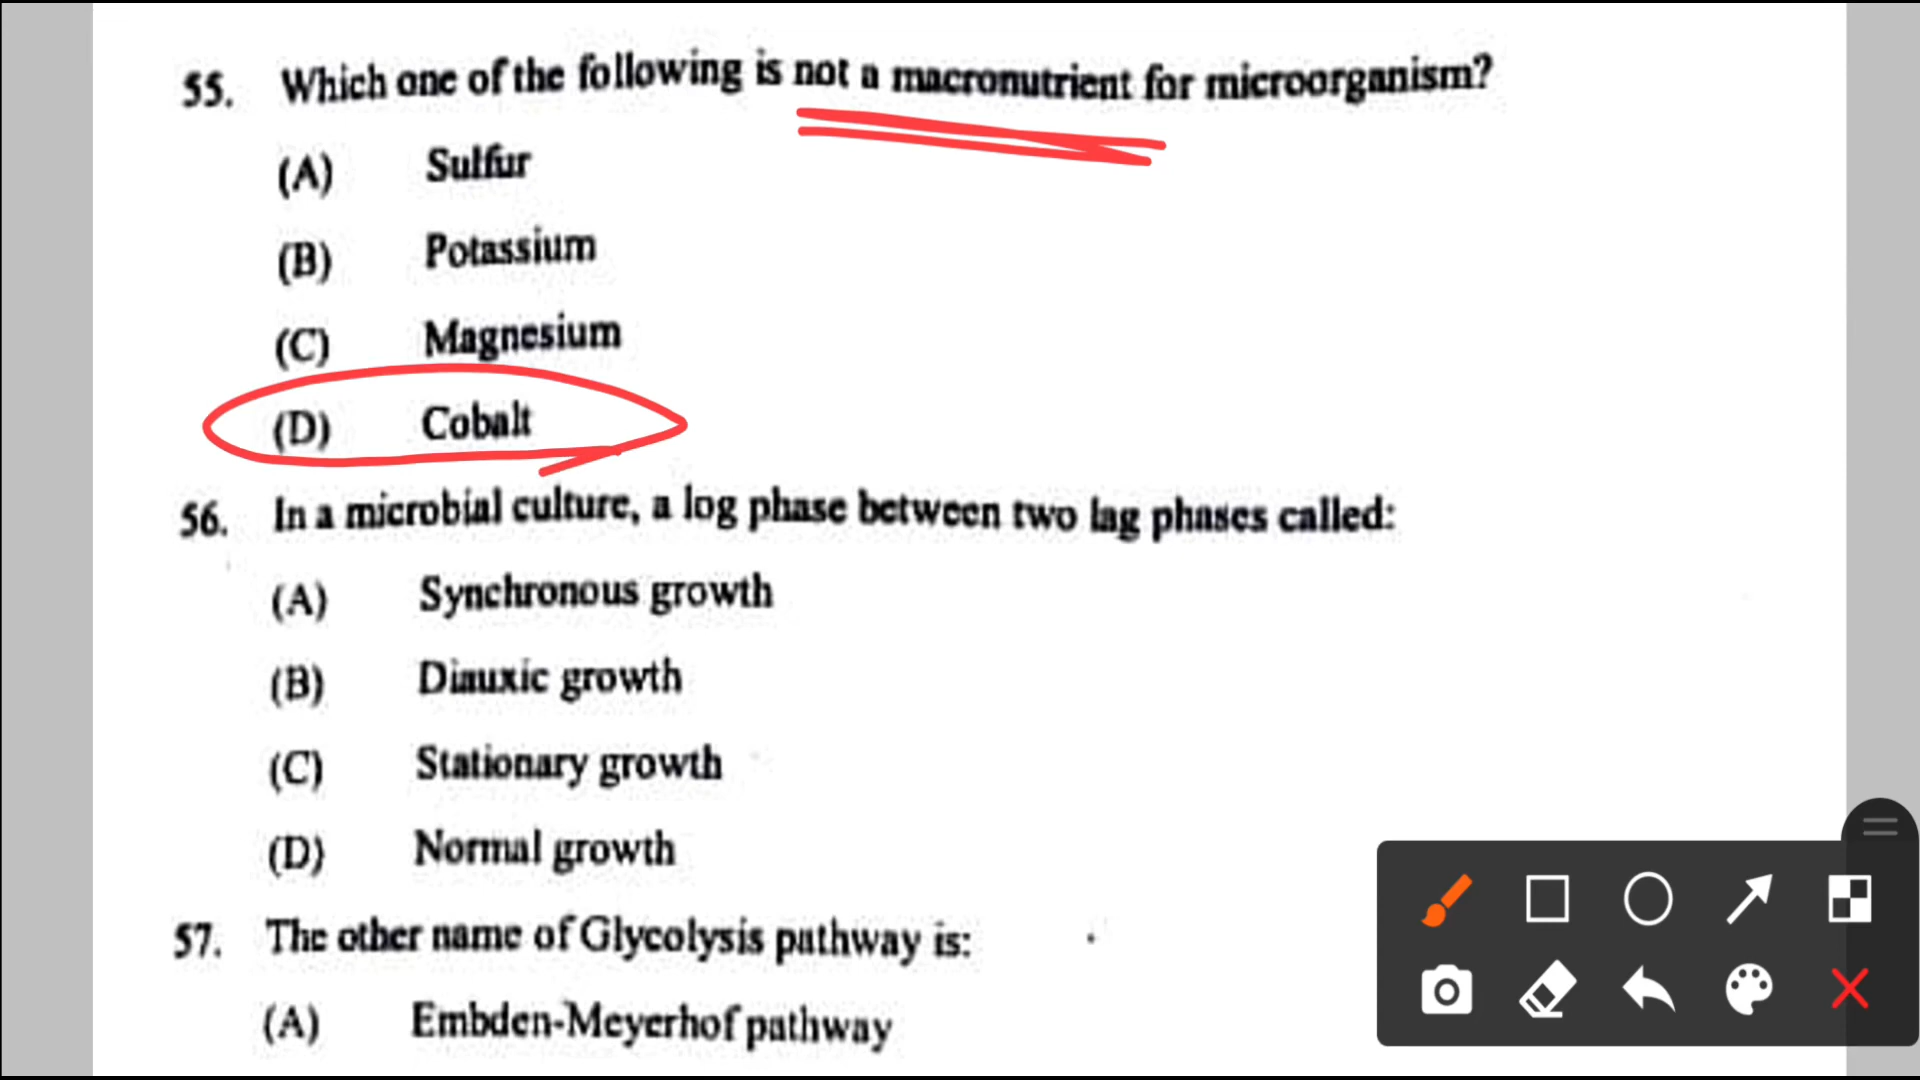 55. Which one of the following is not a macronutrient for microorganism?
(A) Sulfur
(B) Potassium
(C) Magnesium
(D) Cobalt
56. In a microbial culture, a log phase between two lag phases called:
(A) Synchronous growth
(B) Diauxic growth
(C) Stationary growth
(D) Normal growth
57. The other name of Glycolysis pathway is:
(A) Embden-Meyerhof pathway